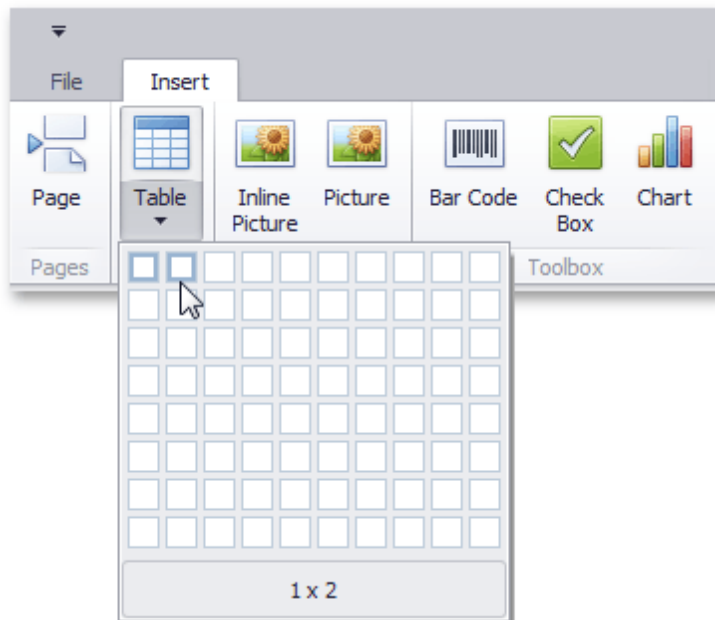 File Insert
Page Table Inline Picture Picture Bar Code Check Box Chart
Pages Toolbox
1 x 2